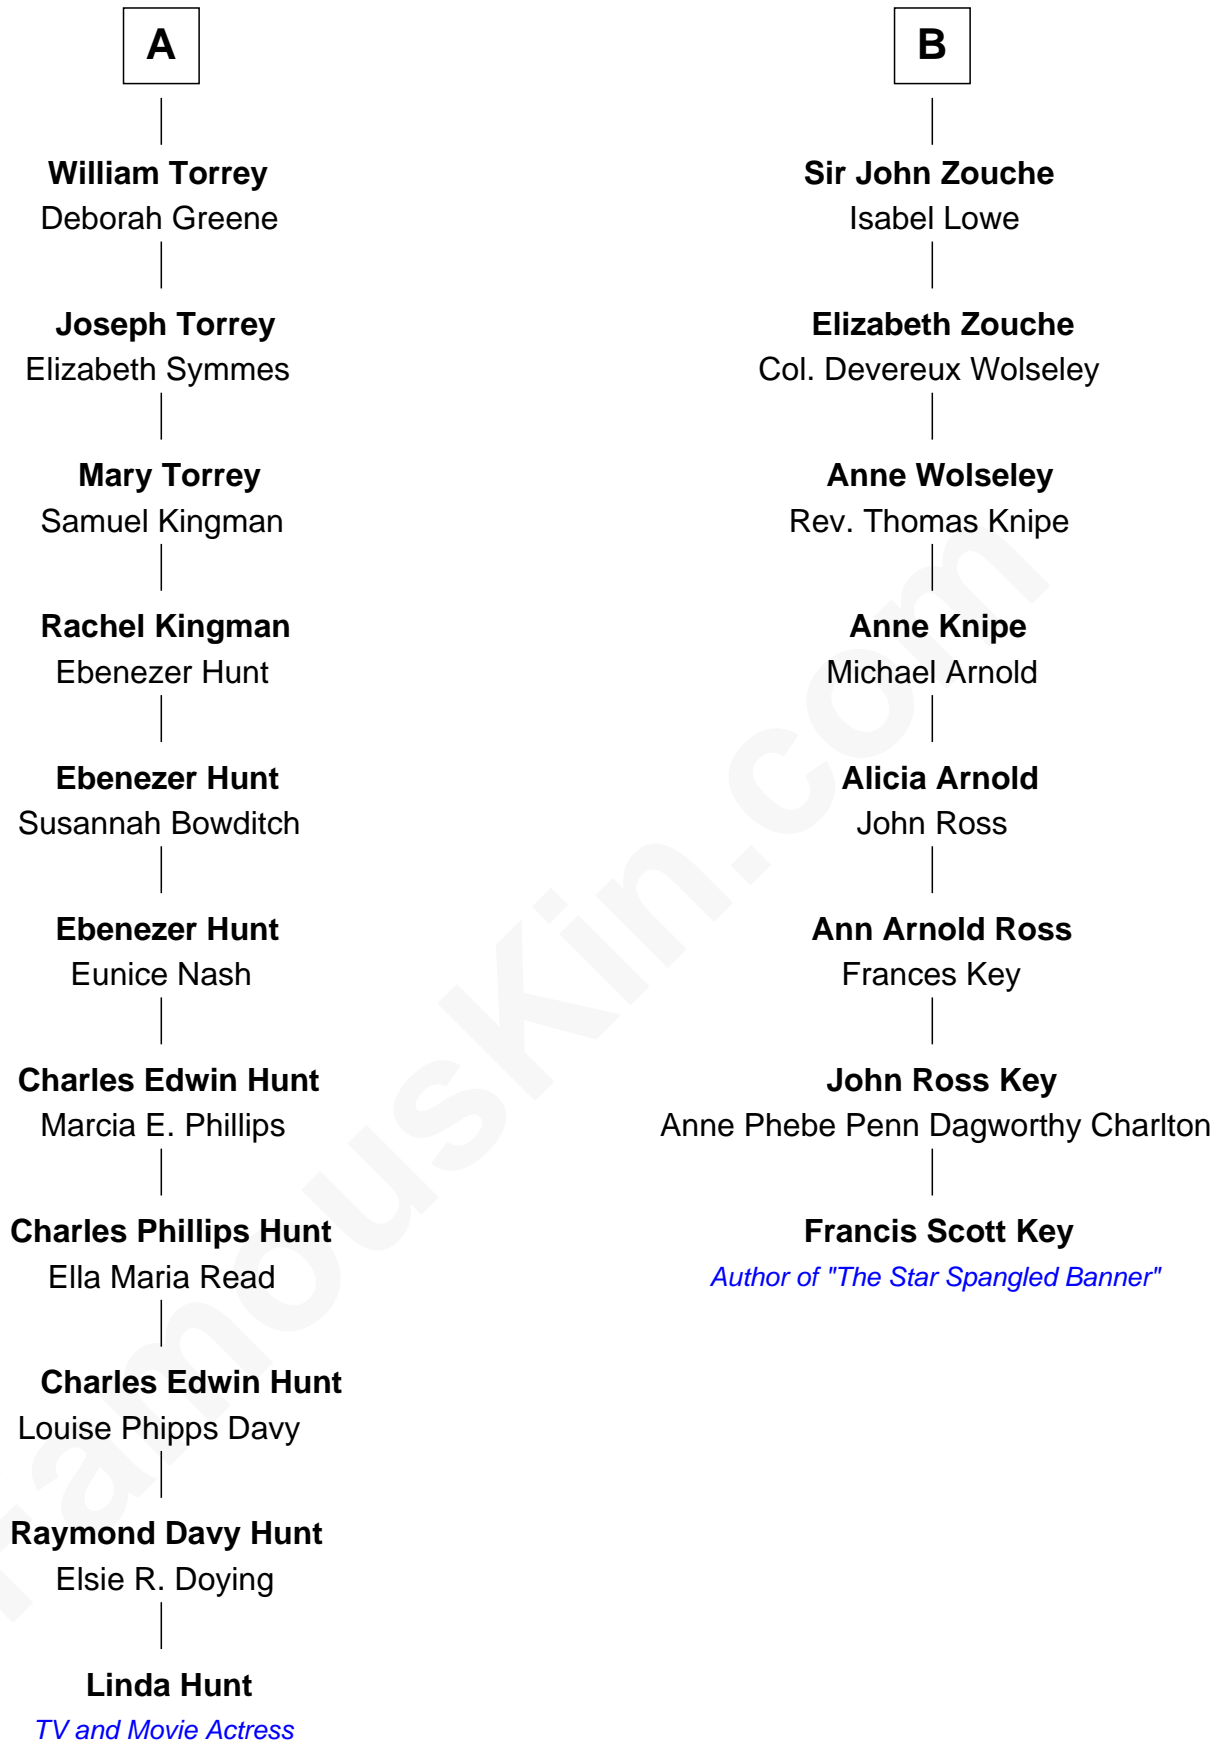 A
William Torrey
Deborah Greene
Joseph Torrey
Elizabeth Symmes
Mary Torrey
Samuel Kingman
Rachel Kingman
Ebenezer Hunt
Ebenezer Hunt
Susannah Bowditch
Ebenezer Hunt
Eunice Nash
Charles Edwin Hunt
Marcia E. Phillips
Charles Phillips Hunt
Ella Maria Read
Charles Edwin Hunt
Louise Phipps Davy
Raymond Davy Hunt
Elsie R. Doying
Linda Hunt
TV and Movie Actress
B
Sir John Zouche
Isabel Lowe
Elizabeth Zouche
Col. Devereux Wolseley
Anne Wolseley
Rev. Thomas Knipe
Anne Knipe
Michael Arnold
Alicia Arnold
John Ross
Ann Arnold Ross
Frances Key
John Ross Key
Anne Phebe Penn Dagworthy Charlton
Francis Scott Key
Author of "The Star Spangled Banner"
FamousKin.com